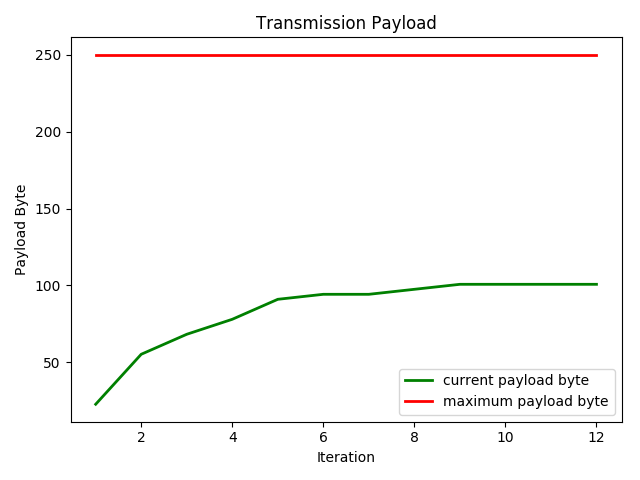 Transmission Payload
250
200
150
100
50
Payload Byte
current payload byte
maximum payload byte
2 4 6 8 10 12
Iteration